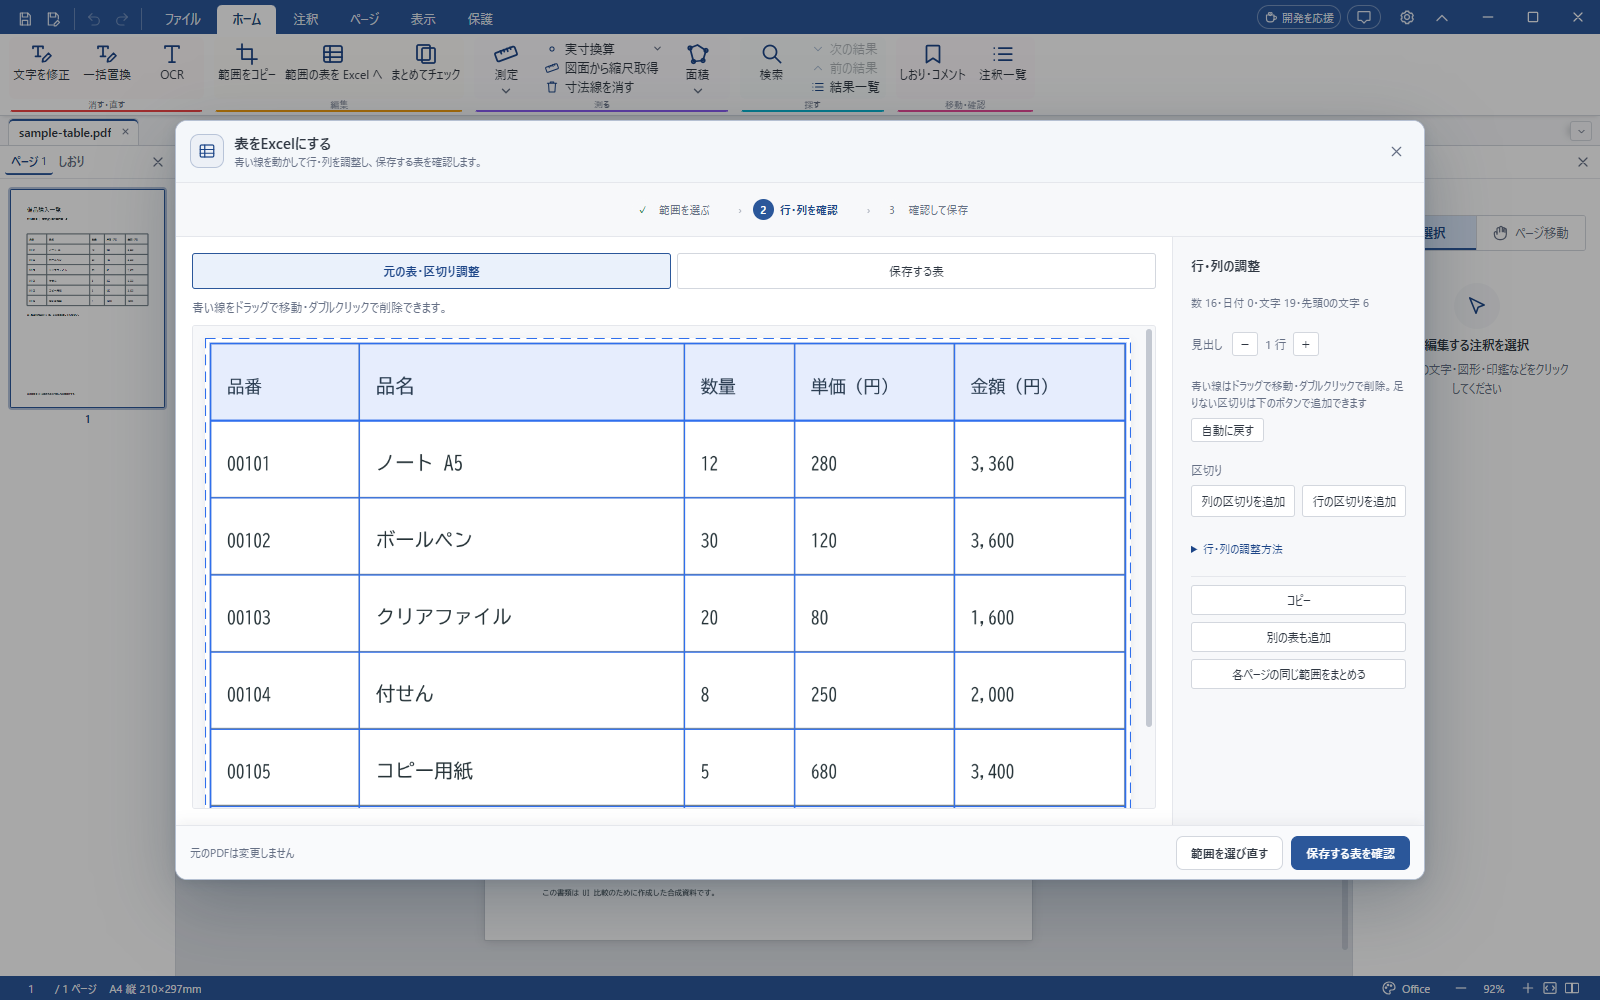 ファイル ホーム 注釈 ページ 表示 保護 開発を応援
文字を修正 一括置換 OCR 範囲をコピー 範囲の表を Excel へ まとめてチェック 測定 実寸換算 図面から縮尺取得 寸法線を消す 面積 検索 次の結果 前の結果 結果一覧 しおり・コメント 注釈一覧
消す・直す 編集 測る 探す 移動・確認
sample-table.pdf ×
ページ 1 しおり
1
表をExcelにする
青い線を動かして行・列を調整し、保存する表を確認します。
✓ 範囲を選ぶ › 2 行・列を確認 › 3 確認して保存
元の表・区切り調整 保存する表
青い線をドラッグで移動・ダブルクリックで削除できます。
品番 品名 数量 単価（円） 金額（円）
00101 ノート A5 12 280 3,360
00102 ボールペン 30 120 3,600
00103 クリアファイル 20 80 1,600
00104 付せん 8 250 2,000
00105 コピー用紙 5 680 3,400
行・列の調整
数 16・日付 0・文字 19・先頭0の文字 6
見出し − 1 行 +
青い線はドラッグで移動・ダブルクリックで削除。足
りない区切りは下のボタンで追加できます
自動に戻す
区切り
列の区切りを追加 行の区切りを追加
▶ 行・列の調整方法
コピー
別の表も追加
各ページの同じ範囲をまとめる
元のPDFは変更しません
範囲を選び直す 保存する表を確認
選択 ページ移動
編集する注釈を選択
の文字・図形・印鑑などをクリック
してください
この書類は UI 比較のために作成した合成資料です。
1 / 1 ページ A4 縦 210×297mm
Office 92%